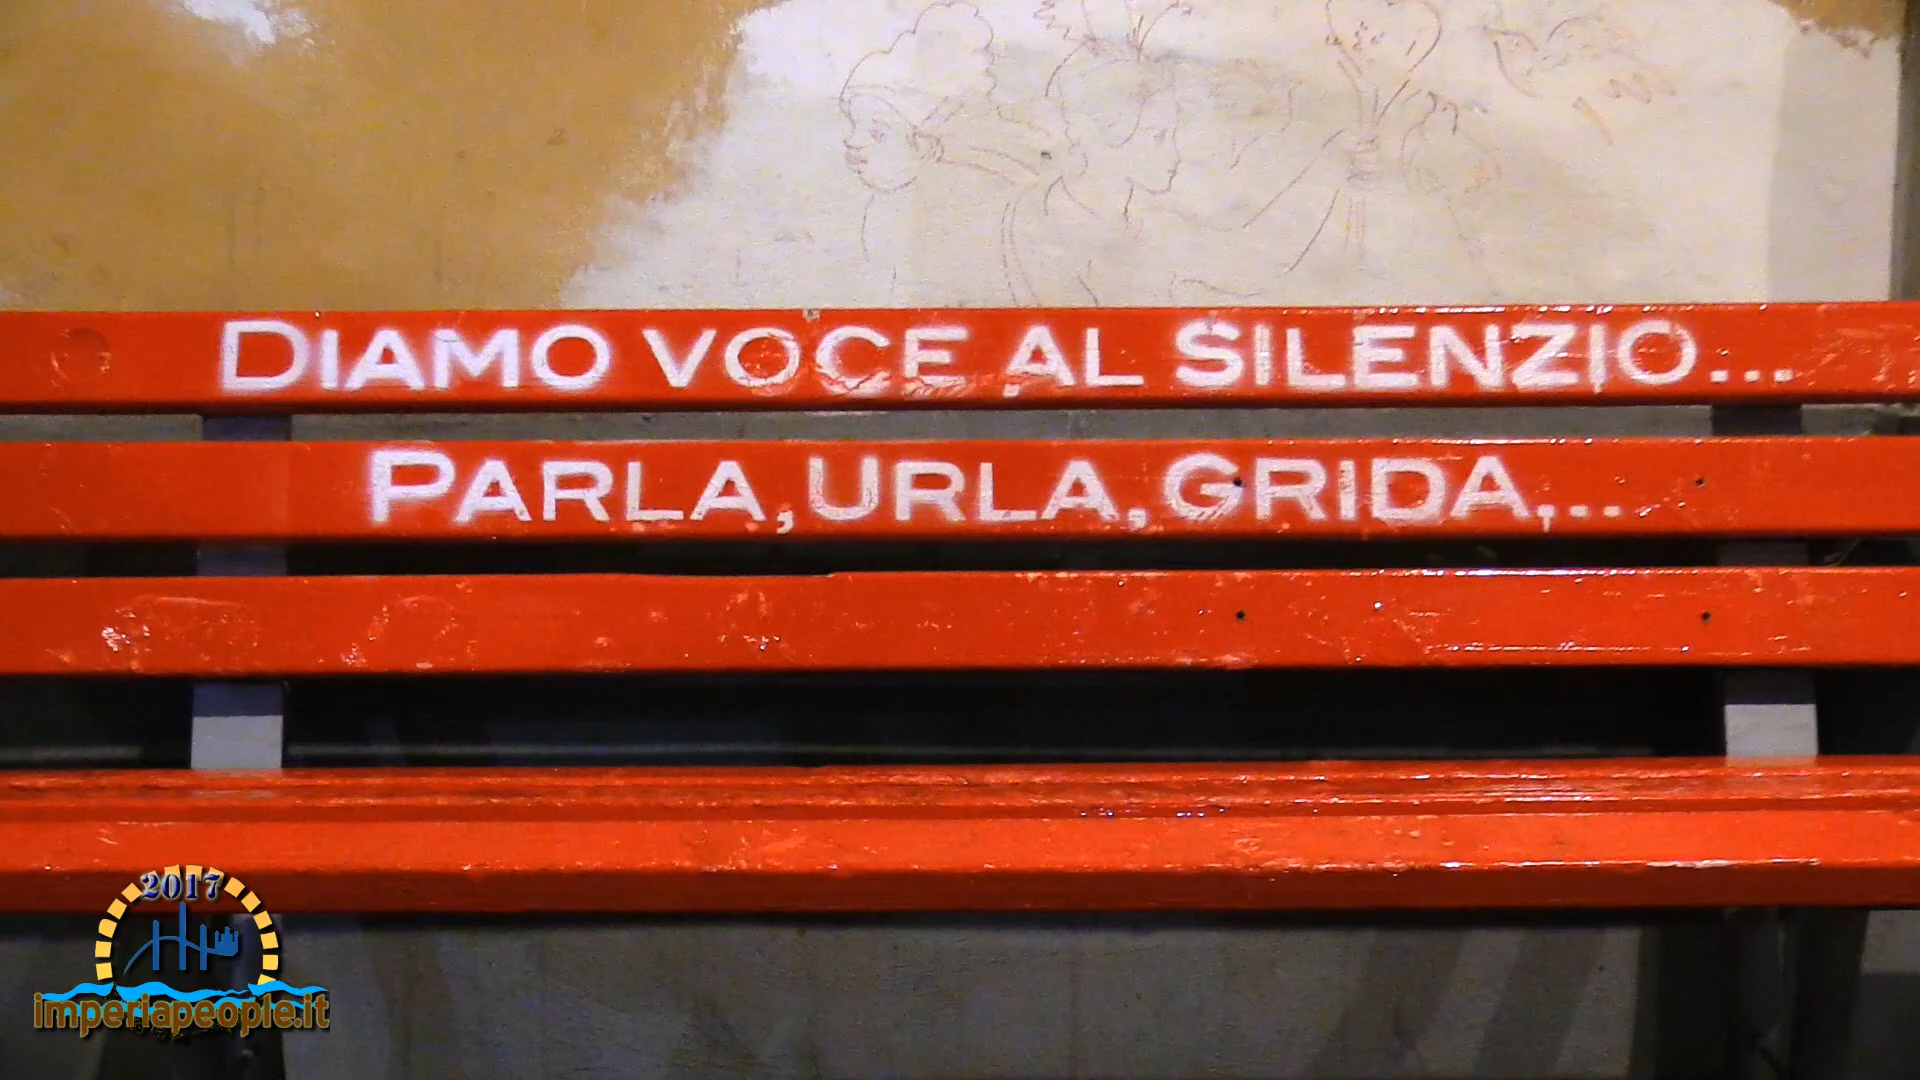 DIAMO VOCE AL SILENZIO...
PARLA, URLA, GRIDA,...
2017
imperiapeople.it